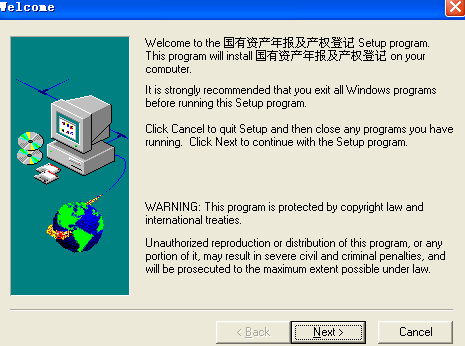 Welcome
Welcome to the 国有资产年报及产权登记 Setup program.
This program will install 国有资产年报及产权登记 on your
computer.
It is strongly recommended that you exit all Windows programs
before running this Setup program.
Click Cancel to quit Setup and then close any programs you have
running. Click Next to continue with the Setup program.
WARNING: This program is protected by copyright law and
international treaties.
Unauthorized reproduction or distribution of this program, or any
portion of it, may result in severe civil and criminal penalties, and
will be prosecuted to the maximum extent possible under law.
< Back Next > Cancel